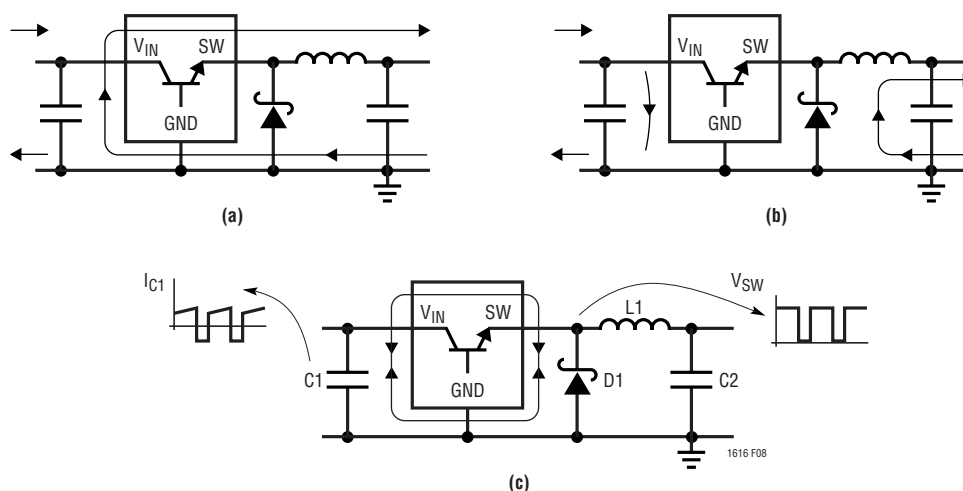 V_IN SW
GND
(a)
V_IN SW
GND
(b)
I_C1
V_IN SW
L1
V_SW
C1
GND
D1
C2
1616 F08
(c)